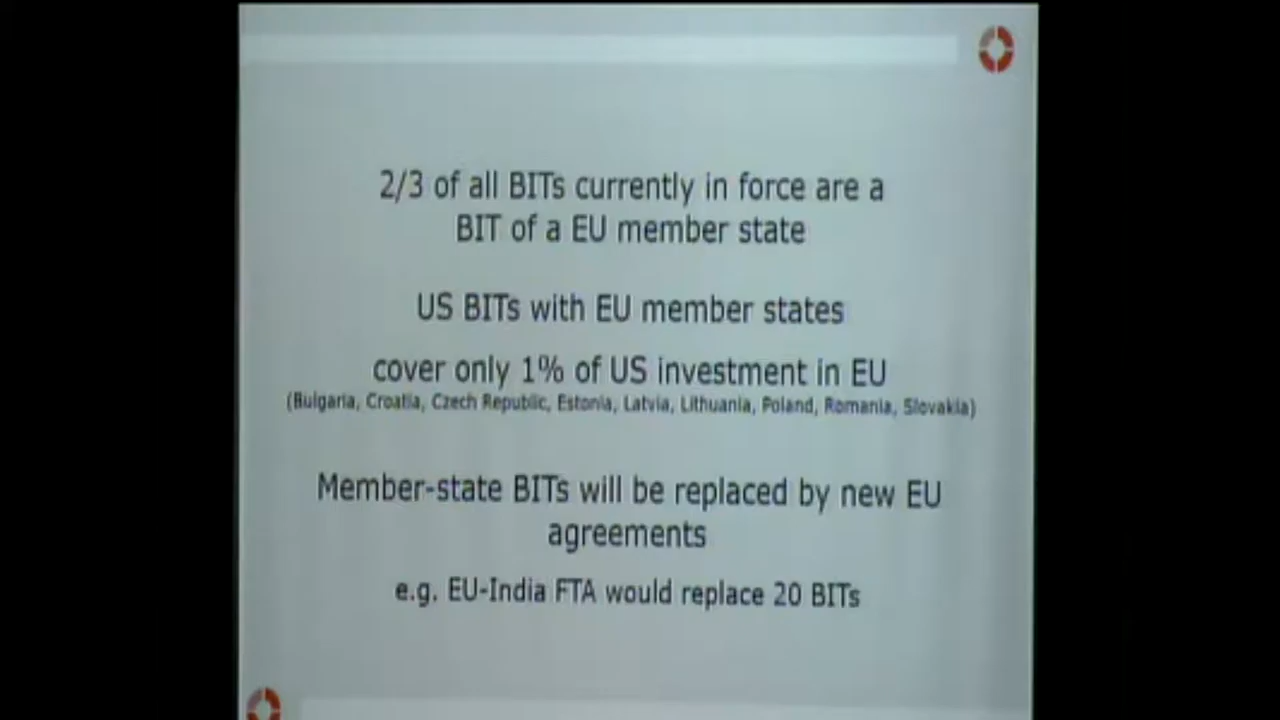 2/3 of all BITs currently in force are a
BIT of a EU member state
US BITs with EU member states
cover only 1% of US investment in EU
(Bulgaria, Croatia, Czech Republic, Estonia, Latvia, Lithuania, Poland, Romania, Slovakia)
Member-state BITs will be replaced by new EU
agreements
e.g. EU-India FTA would replace 20 BITs